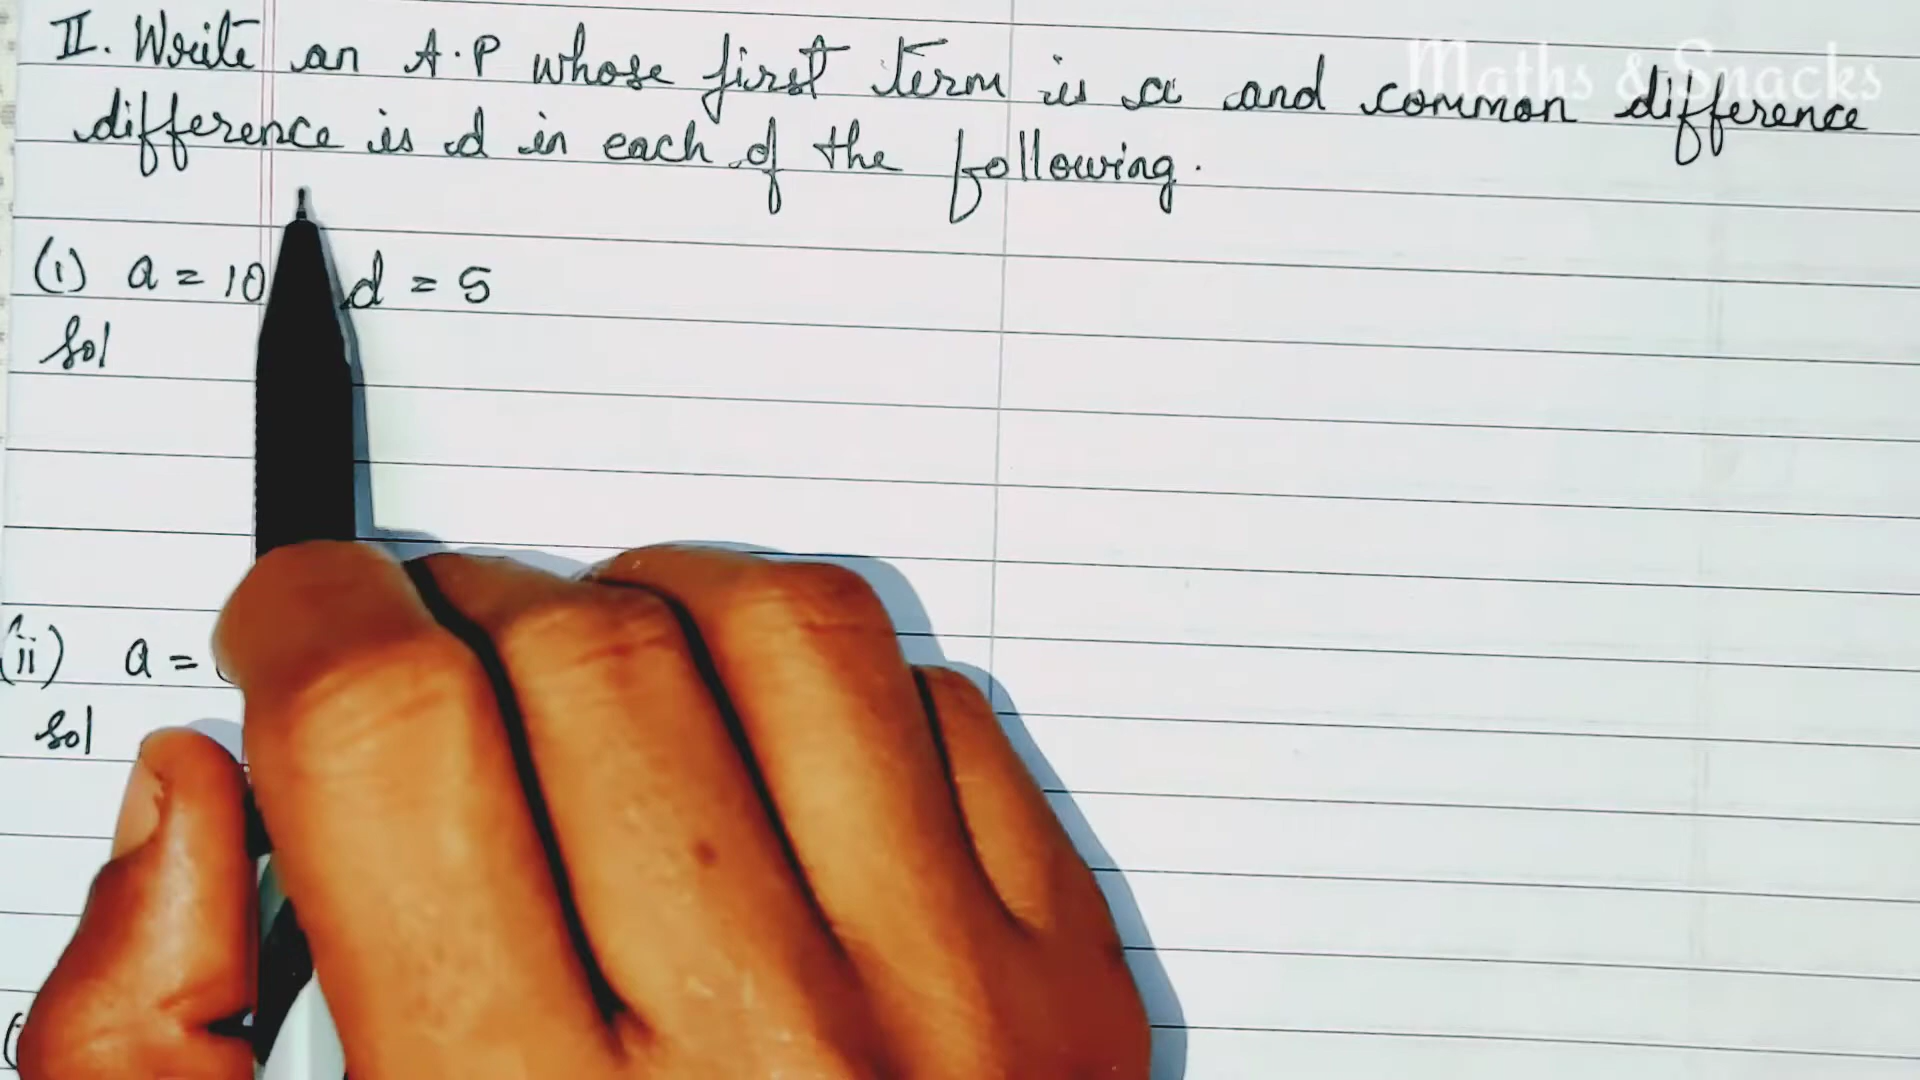 II. Write an A.P whose first term is a and common difference
difference is d in each of the following.
(i) a = 10 d = 5
Sol
(ii) a =
Sol
Maths & Snacks